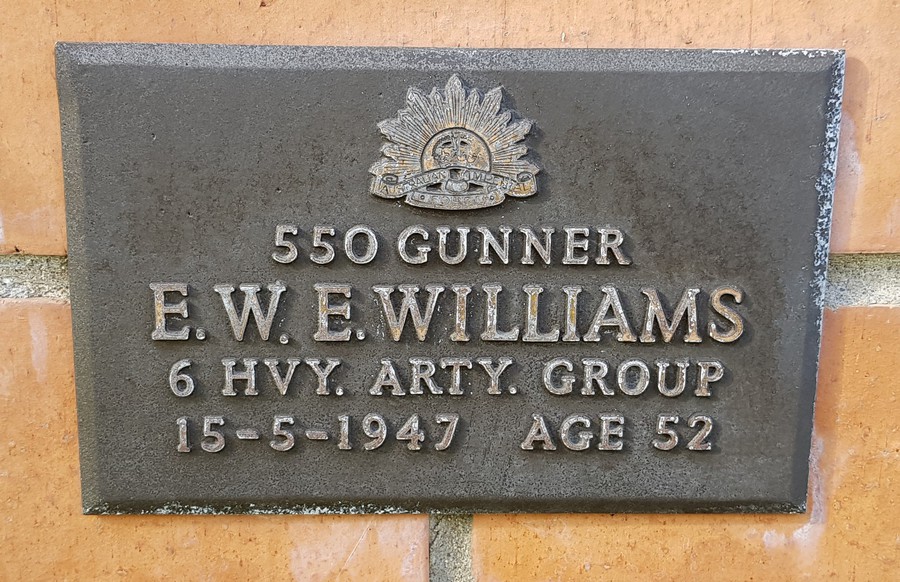 550 GUNNER
E. W. E. WILLIAMS
6 HVY. ARTY. GROUP
15-5-1947 AGE 52